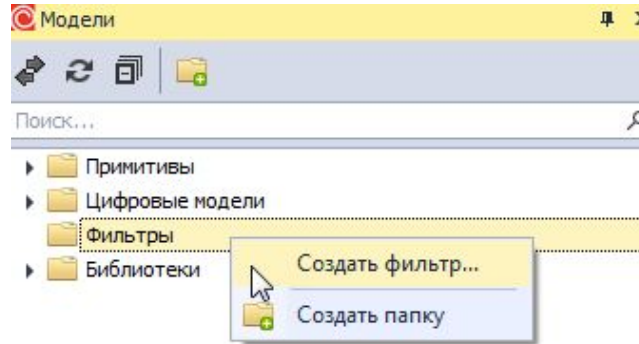 Модели
Поиск...
Примитивы
Цифровые модели
Фильтры
Библиотеки
Создать фильтр...
Создать папку